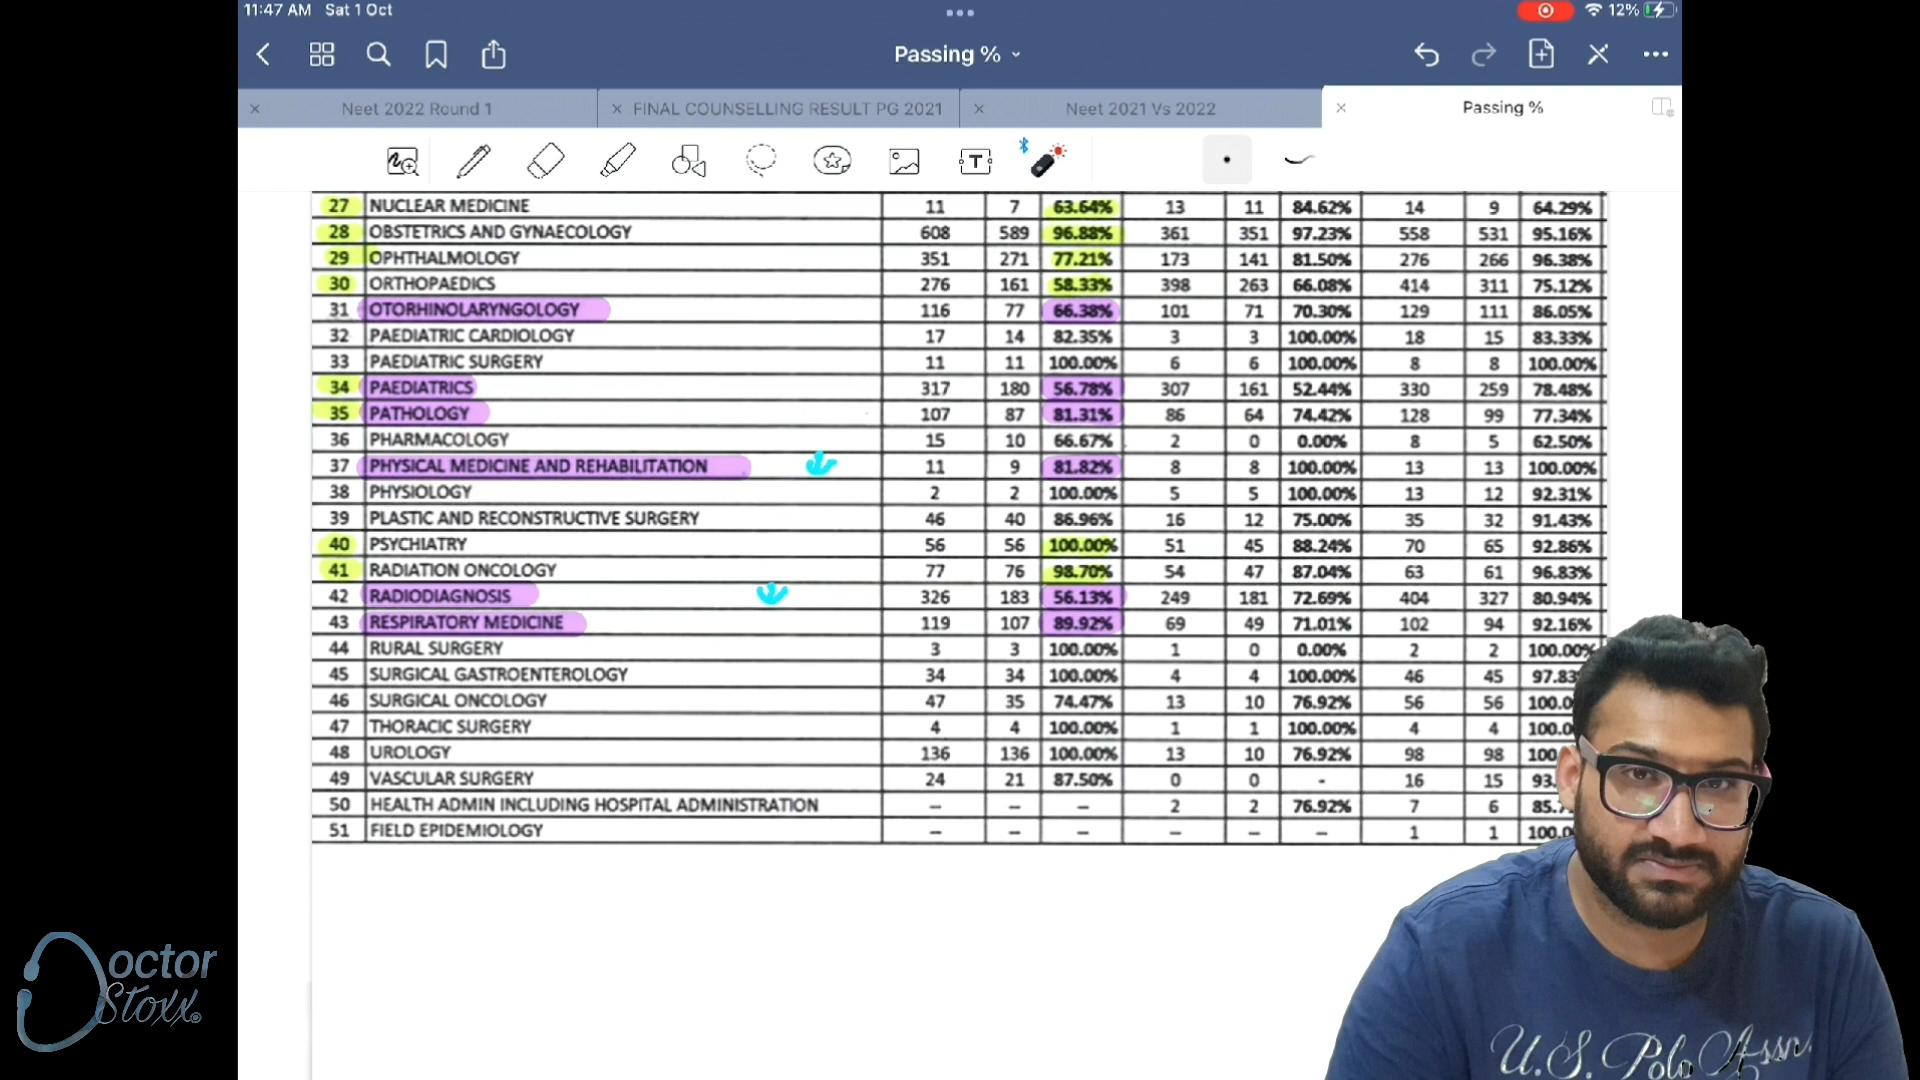 11:47 AM Sat 1 Oct
12%
Passing %
Neet 2022 Round 1
FINAL COUNSELLING RESULT PG 2021
Neet 2021 Vs 2022
Passing %
27 NUCLEAR MEDICINE 11 7 63.64% 13 11 84.62% 14 9 64.29%
28 OBSTETRICS AND GYNAECOLOGY 608 589 96.88% 361 351 97.23% 558 531 95.16%
29 OPHTHALMOLOGY 351 271 77.21% 173 141 81.50% 276 266 96.38%
30 ORTHOPAEDICS 276 161 58.33% 398 263 66.08% 414 311 75.12%
31 OTORHINOLARYNGOLOGY 116 77 66.38% 101 71 70.30% 129 111 86.05%
32 PAEDIATRIC CARDIOLOGY 17 14 82.35% 3 3 100.00% 18 15 83.33%
33 PAEDIATRIC SURGERY 11 11 100.00% 6 6 100.00% 8 8 100.00%
34 PAEDIATRICS 317 180 56.78% 307 161 52.44% 330 259 78.48%
35 PATHOLOGY 107 87 81.31% 86 64 74.42% 128 99 77.34%
36 PHARMACOLOGY 15 10 66.67% 2 0 0.00% 8 5 62.50%
37 PHYSICAL MEDICINE AND REHABILITATION 11 9 81.82% 8 8 100.00% 13 13 100.00%
38 PHYSIOLOGY 2 2 100.00% 5 5 100.00% 13 12 92.31%
39 PLASTIC AND RECONSTRUCTIVE SURGERY 46 40 86.96% 16 12 75.00% 35 32 91.43%
40 PSYCHIATRY 56 56 100.00% 51 45 88.24% 70 65 92.86%
41 RADIATION ONCOLOGY 77 76 98.70% 54 47 87.04% 63 61 96.83%
42 RADIODIAGNOSIS 326 183 56.13% 249 181 72.69% 404 327 80.94%
43 RESPIRATORY MEDICINE 119 107 89.92% 69 49 71.01% 102 94 92.16%
44 RURAL SURGERY 3 3 100.00% 1 0 0.00% 2 2 100.00%
45 SURGICAL GASTROENTEROLOGY 34 34 100.00% 4 4 100.00% 46 45 97.83
46 SURGICAL ONCOLOGY 47 35 74.47% 13 10 76.92% 56 56 100.0
47 THORACIC SURGERY 4 4 100.00% 1 1 100.00% 4 4 100.0
48 UROLOGY 136 136 100.00% 13 10 76.92% 98 98 100
49 VASCULAR SURGERY 24 21 87.50% 0 0 - 16 15 93.
50 HEALTH ADMIN INCLUDING HOSPITAL ADMINISTRATION -- -- -- 2 2 76.92% 7 6 85.
51 FIELD EPIDEMIOLOGY -- -- -- -- -- -- 1 1 100.0
Doctor
Stoxx
U.S. Polo Assn.